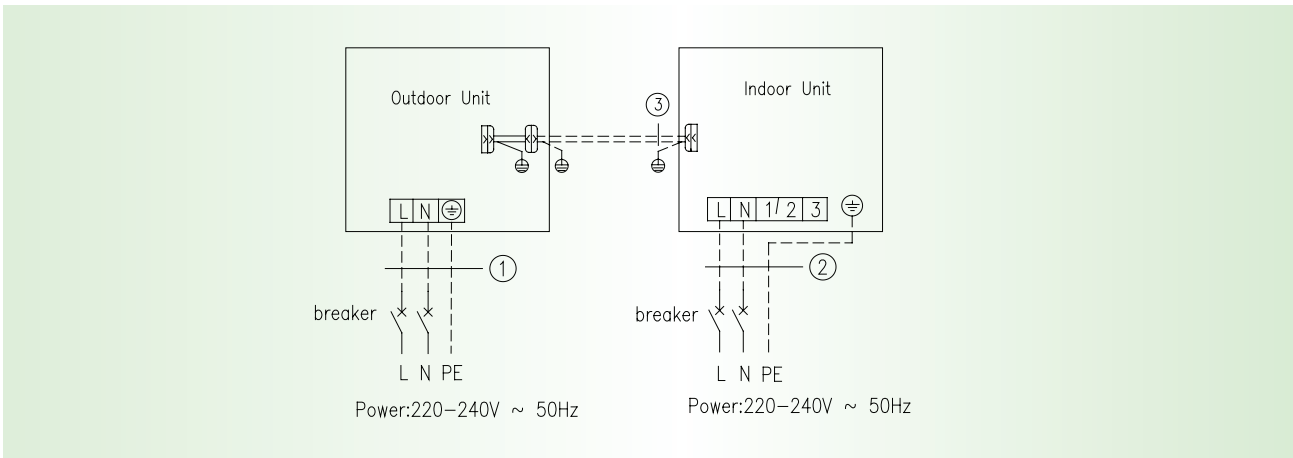 Outdoor Unit
Indoor Unit
3
L N
L N 1/ 2 3
1
2
breaker
breaker
L N PE
L N PE
Power:220-240V ~ 50Hz
Power:220-240V ~ 50Hz